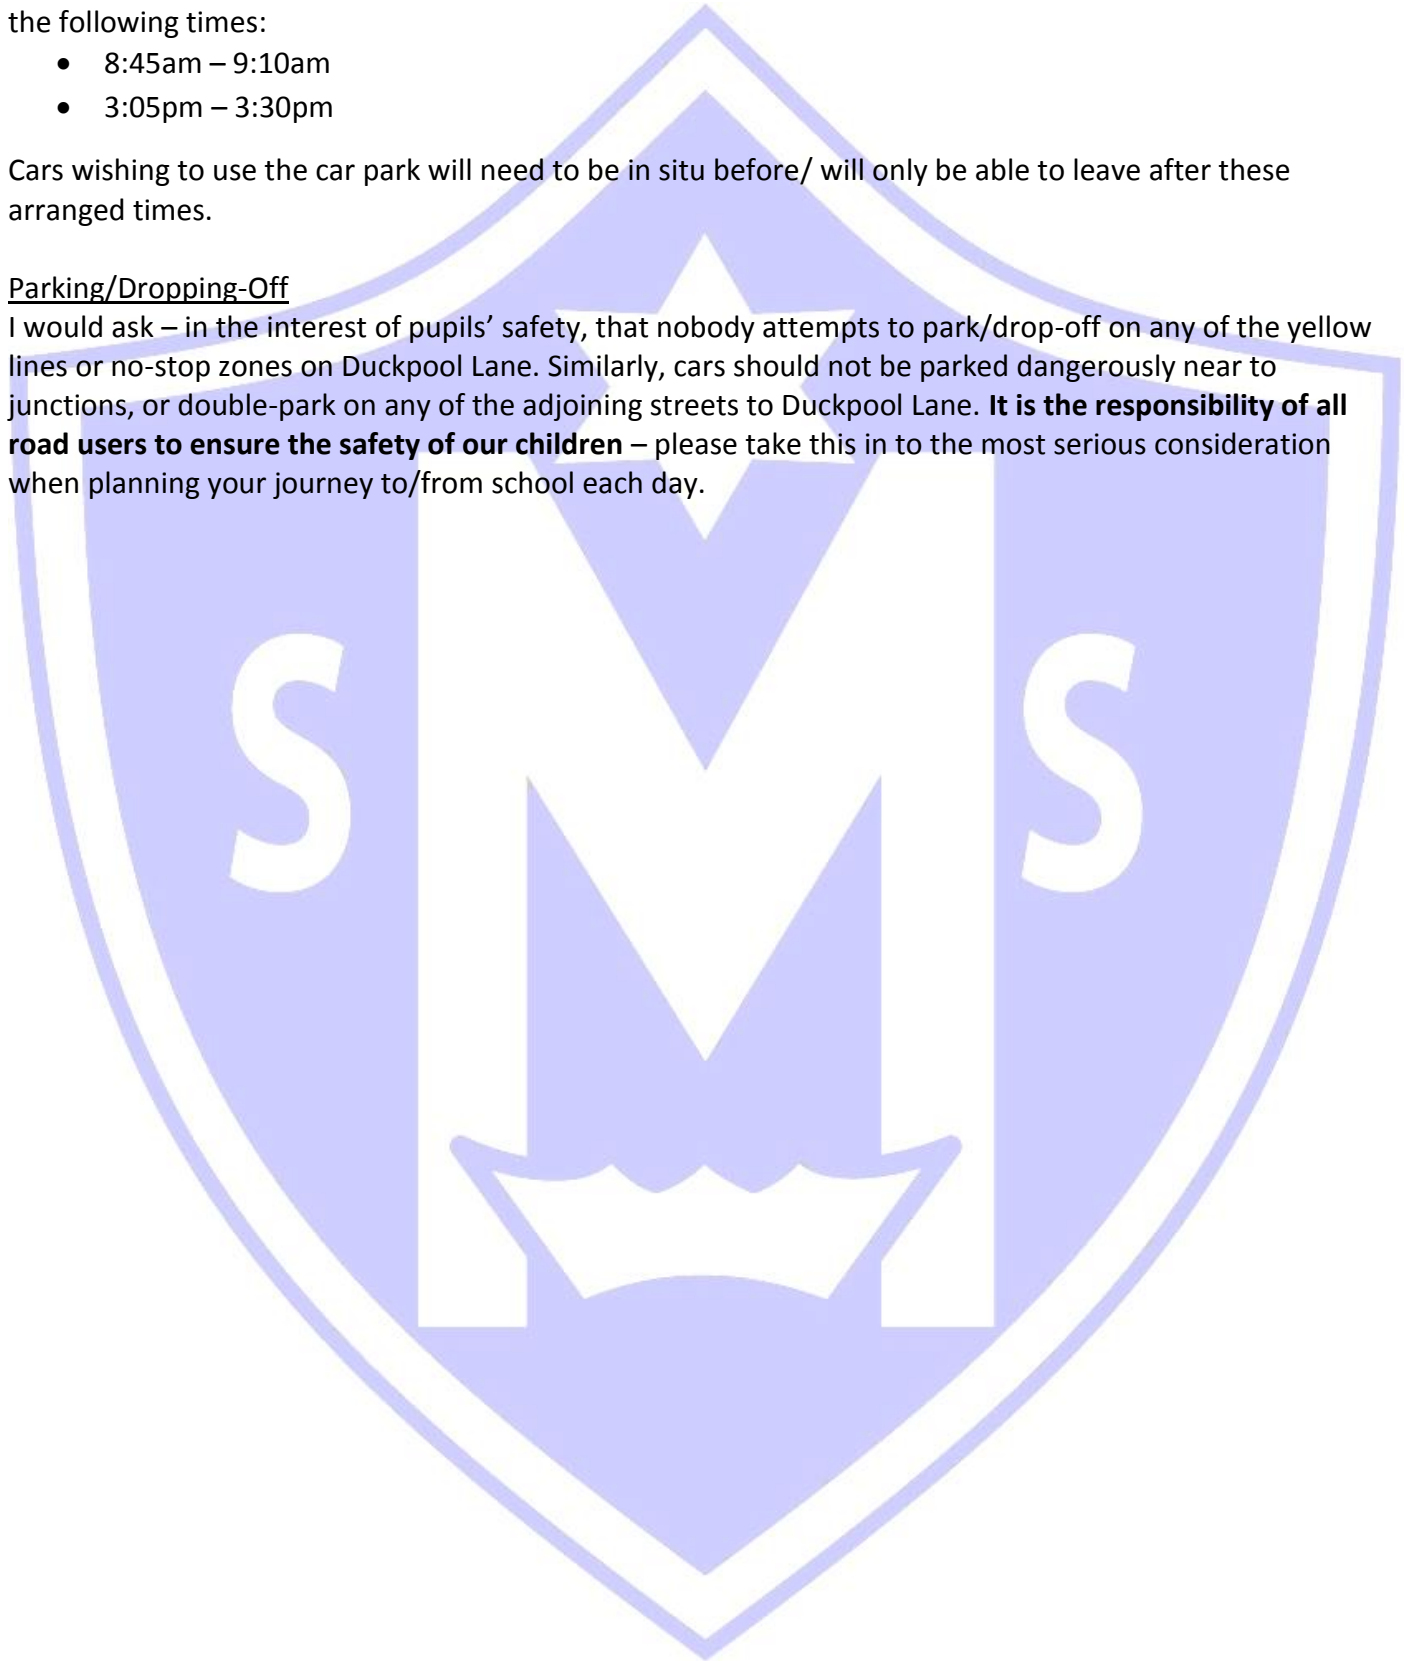 the following times:
• 8:45am – 9:10am
• 3:05pm – 3:30pm
Cars wishing to use the car park will need to be in situ before/ will only be able to leave after these
arranged times.
Parking/Dropping-Off
I would ask – in the interest of pupils’ safety, that nobody attempts to park/drop-off on any of the yellow
lines or no-stop zones on Duckpool Lane. Similarly, cars should not be parked dangerously near to
junctions, or double-park on any of the adjoining streets to Duckpool Lane. It is the responsibility of all
road users to ensure the safety of our children – please take this in to the most serious consideration
when planning your journey to/from school each day.
S M S